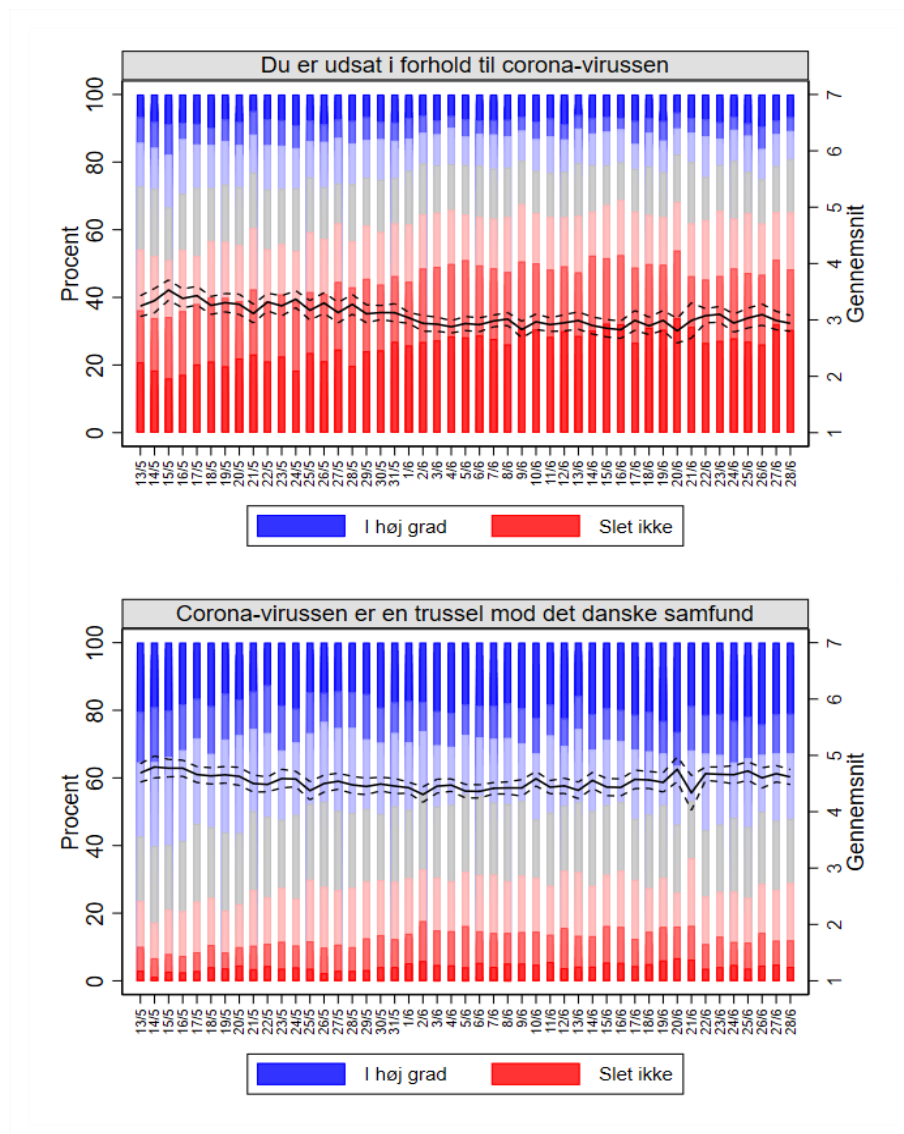 Du er udsat i forhold til corona-virussen
100
80
60
40
20
0
Procent
7
6
5
4
3
2
1
Gennemsnit
13/5 14/5 15/5 16/5 17/5 18/5 19/5 20/5 21/5 22/5 23/5 24/5 25/5 26/5 27/5 28/5 29/5 30/5 31/5 1/6 2/6 3/6 4/6 5/6 6/6 7/6 8/6 9/6 10/6 11/6 12/6 13/6 14/6 15/6 16/6 17/6 18/6 19/6 20/6 21/6 22/6 23/6 24/6 25/6 26/6 27/6 28/6
I høj grad Slet ikke
Corona-virussen er en trussel mod det danske samfund
100
80
60
40
20
0
Procent
7
6
5
4
3
2
1
Gennemsnit
13/5 14/5 15/5 16/5 17/5 18/5 19/5 20/5 21/5 22/5 23/5 24/5 25/5 26/5 27/5 28/5 29/5 30/5 31/5 1/6 2/6 3/6 4/6 5/6 6/6 7/6 8/6 9/6 10/6 11/6 12/6 13/6 14/6 15/6 16/6 17/6 18/6 19/6 20/6 21/6 22/6 23/6 24/6 25/6 26/6 27/6 28/6
I høj grad Slet ikke